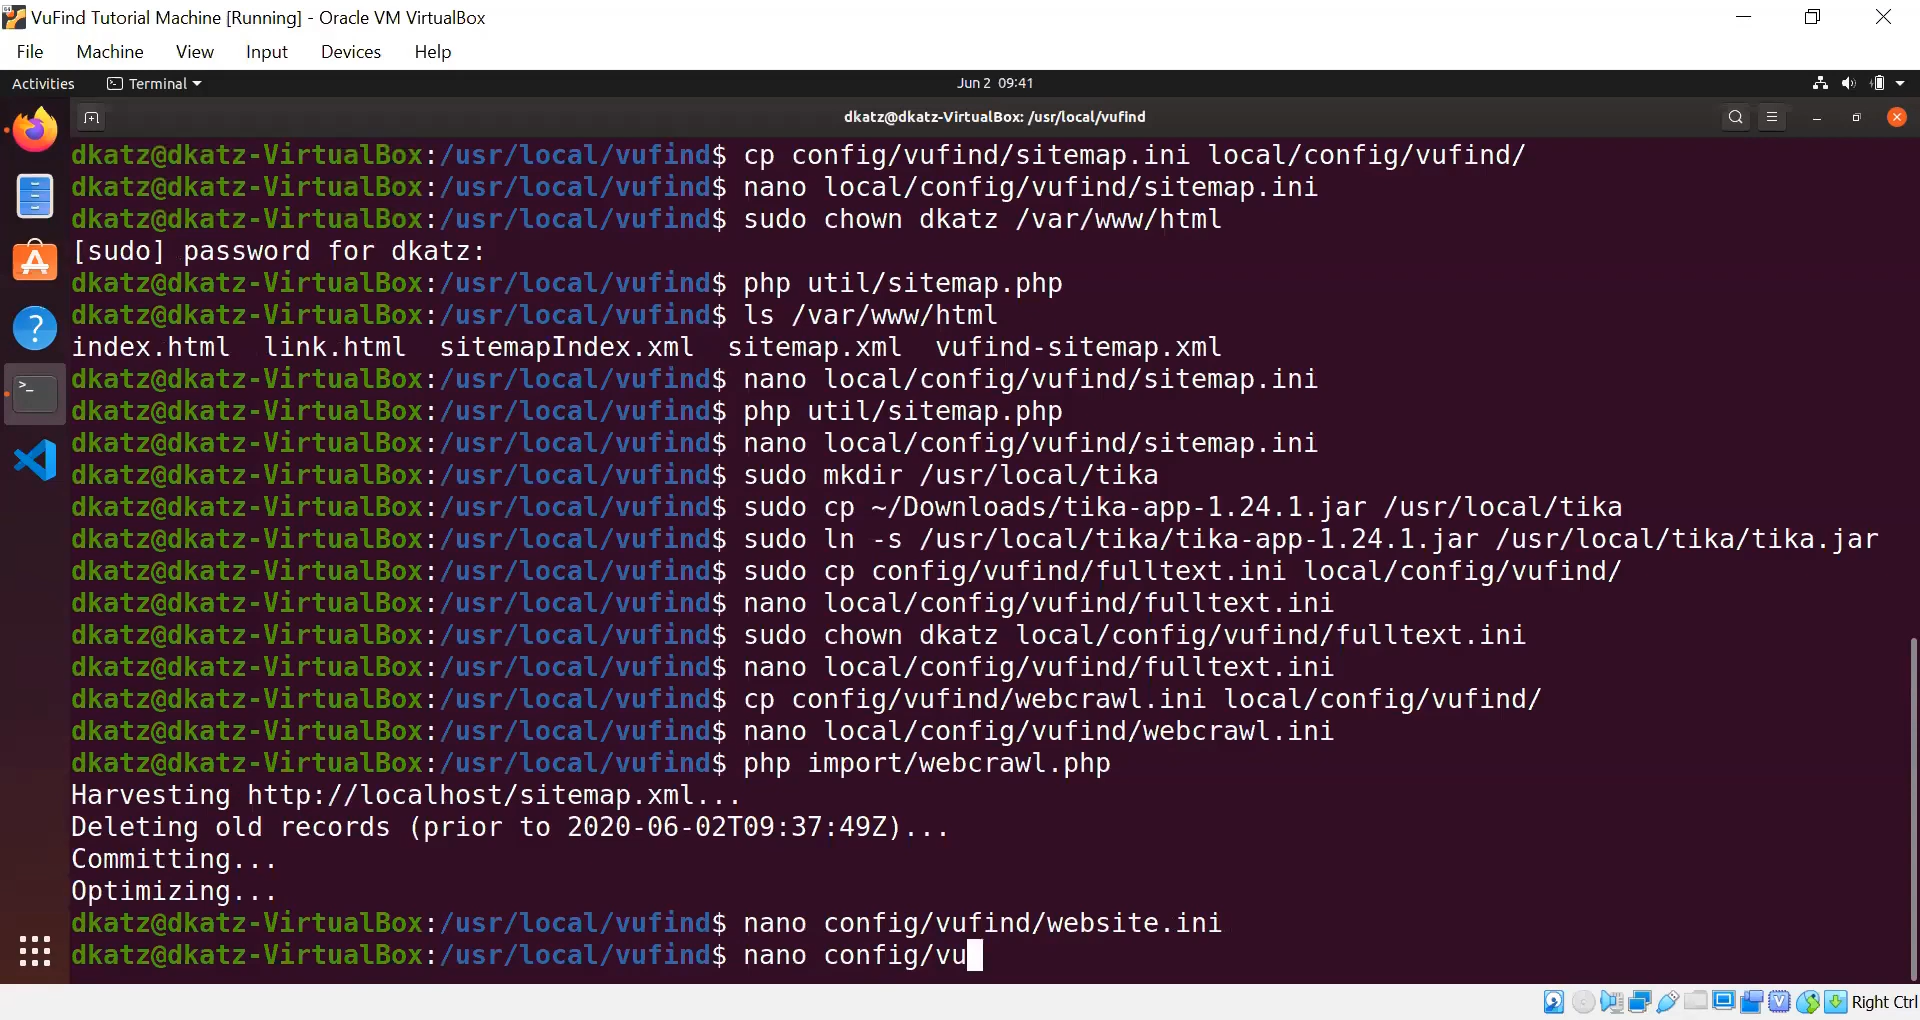 VuFind Tutorial Machine [Running] - Oracle VM VirtualBox
File Machine View Input Devices Help
Activities Terminal Jun 2 09:41
dkatz@dkatz-VirtualBox: /usr/local/vufind
dkatz@dkatz-VirtualBox:/usr/local/vufind$ cp config/vufind/sitemap.ini local/config/vufind/
dkatz@dkatz-VirtualBox:/usr/local/vufind$ nano local/config/vufind/sitemap.ini
dkatz@dkatz-VirtualBox:/usr/local/vufind$ sudo chown dkatz /var/www/html
[sudo] password for dkatz:
dkatz@dkatz-VirtualBox:/usr/local/vufind$ php util/sitemap.php
dkatz@dkatz-VirtualBox:/usr/local/vufind$ ls /var/www/html
index.html link.html sitemapIndex.xml sitemap.xml vufind-sitemap.xml
dkatz@dkatz-VirtualBox:/usr/local/vufind$ nano local/config/vufind/sitemap.ini
dkatz@dkatz-VirtualBox:/usr/local/vufind$ php util/sitemap.php
dkatz@dkatz-VirtualBox:/usr/local/vufind$ nano local/config/vufind/sitemap.ini
dkatz@dkatz-VirtualBox:/usr/local/vufind$ sudo mkdir /usr/local/tika
dkatz@dkatz-VirtualBox:/usr/local/vufind$ sudo cp ~/Downloads/tika-app-1.24.1.jar /usr/local/tika
dkatz@dkatz-VirtualBox:/usr/local/vufind$ sudo ln -s /usr/local/tika/tika-app-1.24.1.jar /usr/local/tika/tika.jar
dkatz@dkatz-VirtualBox:/usr/local/vufind$ sudo cp config/vufind/fulltext.ini local/config/vufind/
dkatz@dkatz-VirtualBox:/usr/local/vufind$ nano local/config/vufind/fulltext.ini
dkatz@dkatz-VirtualBox:/usr/local/vufind$ sudo chown dkatz local/config/vufind/fulltext.ini
dkatz@dkatz-VirtualBox:/usr/local/vufind$ nano local/config/vufind/fulltext.ini
dkatz@dkatz-VirtualBox:/usr/local/vufind$ cp config/vufind/webcrawl.ini local/config/vufind/
dkatz@dkatz-VirtualBox:/usr/local/vufind$ nano local/config/vufind/webcrawl.ini
dkatz@dkatz-VirtualBox:/usr/local/vufind$ php import/webcrawl.php
Harvesting http://localhost/sitemap.xml...
Deleting old records (prior to 2020-06-02T09:37:49Z)...
Committing...
Optimizing...
dkatz@dkatz-VirtualBox:/usr/local/vufind$ nano config/vufind/website.ini
dkatz@dkatz-VirtualBox:/usr/local/vufind$ nano config/vu
Right Ctrl